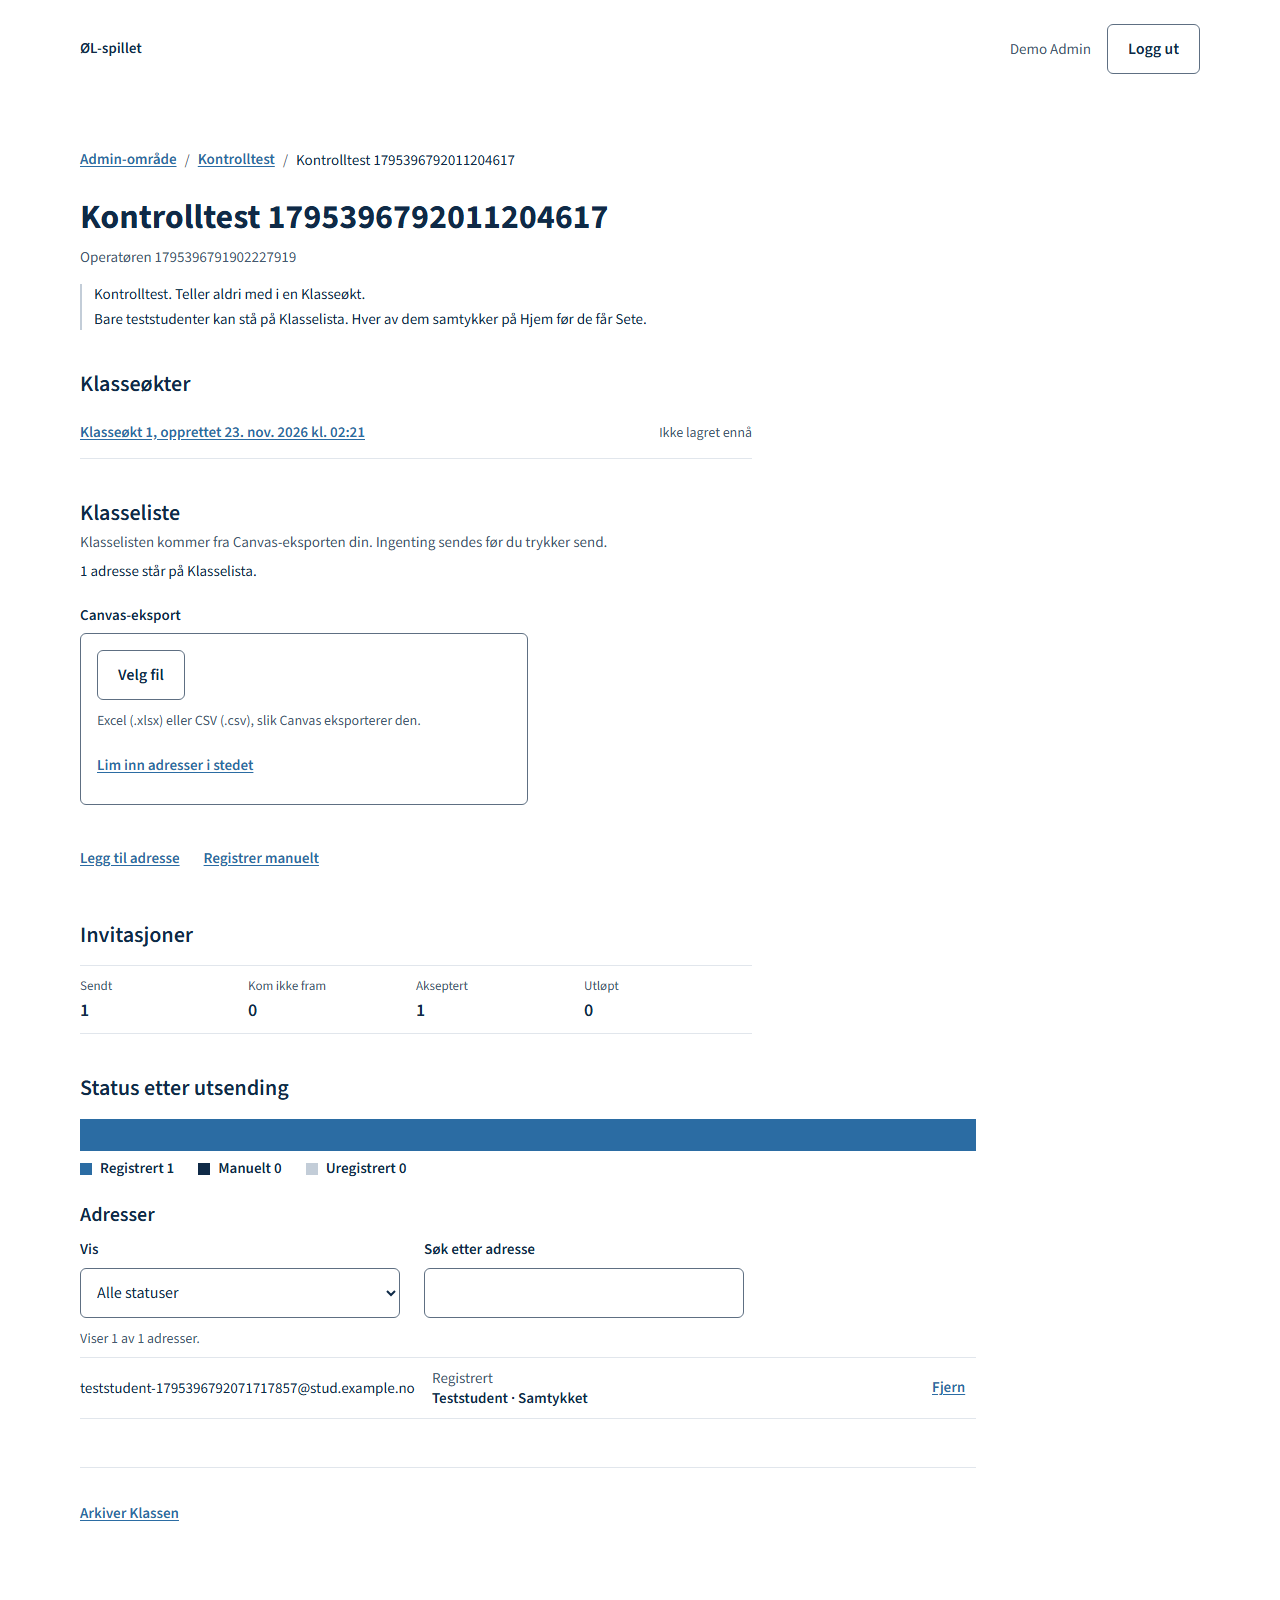 ØL-spillet
Demo Admin
Logg ut
Admin-område / Kontrolltest / Kontrolltest 1795396792011204617
Kontrolltest 1795396792011204617
Operatøren 1795396791902227919
Kontrolltest. Teller aldri med i en Klasseøkt.
Bare teststudenter kan stå på Klasselista. Hver av dem samtykker på Hjem før de får Sete.
Klasseøkter
Klasseøkt 1, opprettet 23. nov. 2026 kl. 02:21
Ikke lagret ennå
Klasseliste
Klasselisten kommer fra Canvas-eksporten din. Ingenting sendes før du trykker send.
1 adresse står på Klasselista.
Canvas-eksport
Velg fil
Excel (.xlsx) eller CSV (.csv), slik Canvas eksporterer den.
Lim inn adresser i stedet
Legg til adresse
Registrer manuelt
Invitasjoner
Sendt
Kom ikke fram
Akseptert
Utløpt
1
0
1
0
Status etter utsending
Registrert 1
Manuelt 0
Uregistrert 0
Adresser
Vis
Søk etter adresse
Alle statuser
Viser 1 av 1 adresser.
teststudent-1795396792071717857@stud.example.no
Registrert
Teststudent · Samtykket
Fjern
Arkiver Klassen